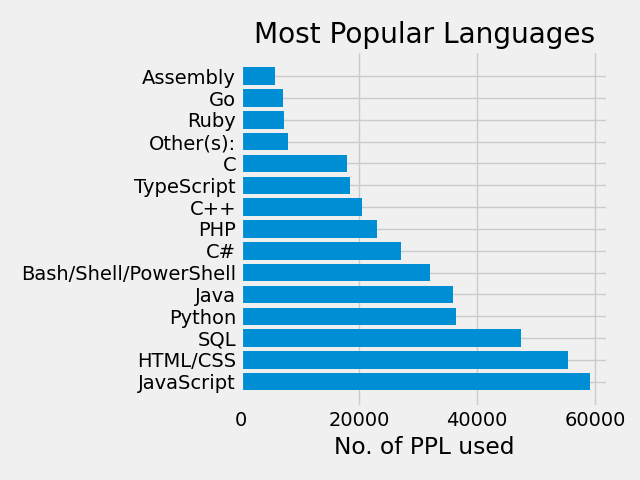 Most Popular Languages
Assembly
Go
Ruby
Other(s):
C
TypeScript
C++
PHP
C#
Bash/Shell/PowerShell
Java
Python
SQL
HTML/CSS
JavaScript
0 20000 40000 60000
No. of PPL used